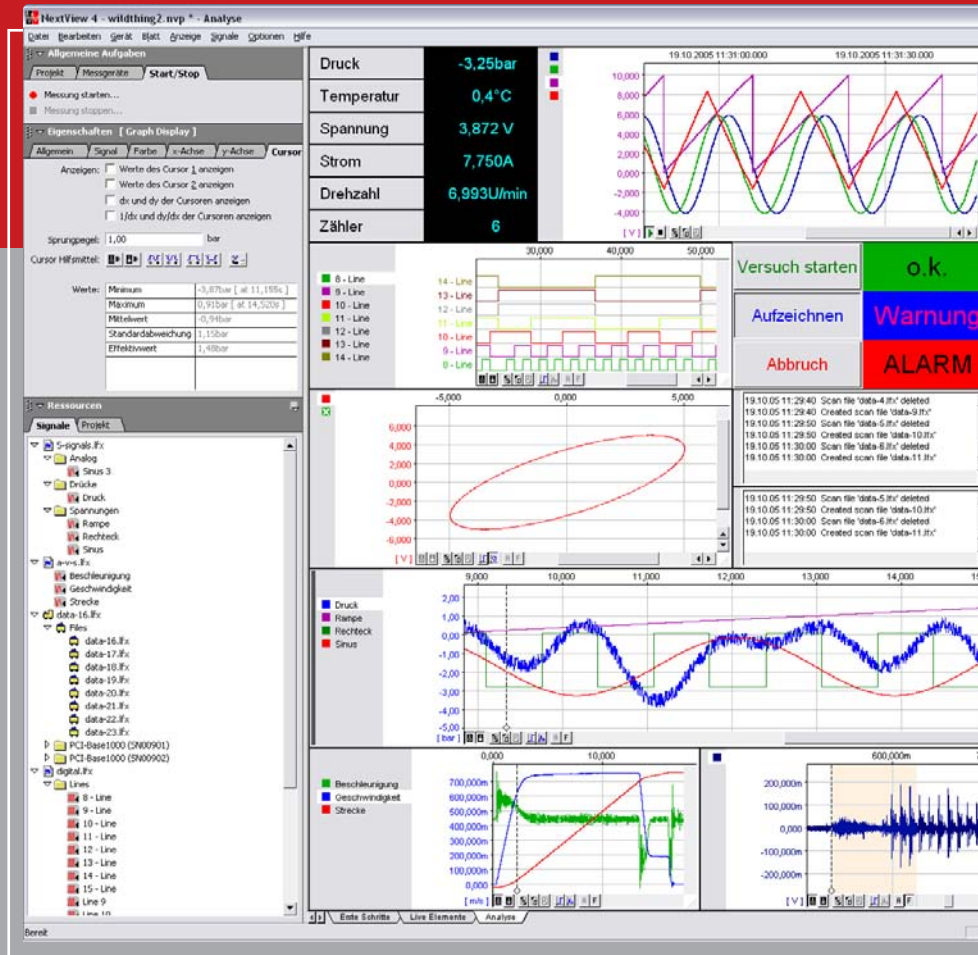 NextView 4 - wildthing2.nvp * - Analyse
Datei Bearbeiten Gerät Blatt Anzeige Signale Optionen Hilfe
Allgemeine Aufgaben
Projekt Messgeräte Start/Stop
Messung starten...
Messung stoppen...
Eigenschaften [ Graph Display ]
Allgemein Signal Farbe x-Achse y-Achse Cursor
Anzeigen: Werte des Cursor 1 anzeigen
Werte des Cursor 2 anzeigen
dx und dy der Cursoren anzeigen
1/dx und dy/dx der Cursoren anzeigen
Sprungpegel: 1,00 bar
Cursor Hilfsmittel:
Werte: Minimum -3,87bar [ at 11,155s ]
Maximum 0,91bar [ at 14,520s ]
Mittelwert -0,94bar
Standardabweichung 1,15bar
Effektivwert 1,48bar
Ressourcen
Signale Projekt
5-signals.lfx
Analog
Sinus 3
Drücke
Druck
Spannungen
Rampe
Rechteck
Sinus
a-v-s.lfx
Beschleunigung
Geschwindigkeit
Strecke
data-16.lfx
Files
data-16.lfx
data-17.lfx
data-18.lfx
data-19.lfx
data-20.lfx
data-21.lfx
data-22.lfx
data-23.lfx
PCI-Base1000 (SN00901)
PCI-Base1000 (SN00902)
digital.lfx
Lines
8 - Line
9 - Line
10 - Line
11 - Line
12 - Line
13 - Line
14 - Line
15 - Line
Line 9
Line 10
Bereit
Druck -3,25bar
Temperatur 0,4°C
Spannung 3,872 V
Strom 7,750A
Drehzahl 6,993U/min
Zähler 6
19.10.2005 11:31:00.000 19.10.2005 11:31:30.000
10,000
8,000
6,000
4,000
2,000
0,000
-2,000
-4,000
[ V ]
30,000 40,000 50,000
8 - Line
9 - Line
10 - Line
11 - Line
12 - Line
13 - Line
14 - Line
14 - Line
13 - Line
12 - Line
11 - Line
10 - Line
9 - Line
8 - Line
Versuch starten o.k.
Aufzeichnen Warnung
Abbruch ALARM
-5,000 0,000 5,000
6,000
4,000
2,000
0,000
-2,000
-4,000
-6,000
[ V ]
19.10.05 11:29:40 Scan file 'data-4.lfx' deleted
19.10.05 11:29:40 Created scan file 'data-9.lfx'
19.10.05 11:29:50 Scan file 'data-5.lfx' deleted
19.10.05 11:29:50 Created scan file 'data-10.lfx'
19.10.05 11:30:00 Scan file 'data-6.lfx' deleted
19.10.05 11:30:00 Created scan file 'data-11.lfx'
19.10.05 11:29:50 Scan file 'data-5.lfx' deleted
19.10.05 11:29:50 Created scan file 'data-10.lfx'
19.10.05 11:30:00 Scan file 'data-6.lfx' deleted
19.10.05 11:30:00 Created scan file 'data-11.lfx'
9,000 10,000 11,000 12,000 13,000 14,000
Druck
Rampe
Rechteck
Sinus
2,00
1,00
0,00
-1,00
-2,00
-3,00
-4,00
-5,00
[ bar ]
0,000 10,000
Beschleunigung
Geschwindigkeit
Strecke
700,000m
600,000m
500,000m
400,000m
300,000m
200,000m
100,000m
0,000
[ m/s ]
600,000m
200,000m
100,000m
0,000
-100,000m
-200,000m
[ V ]
Erste Schritte Live Elemente Analyse